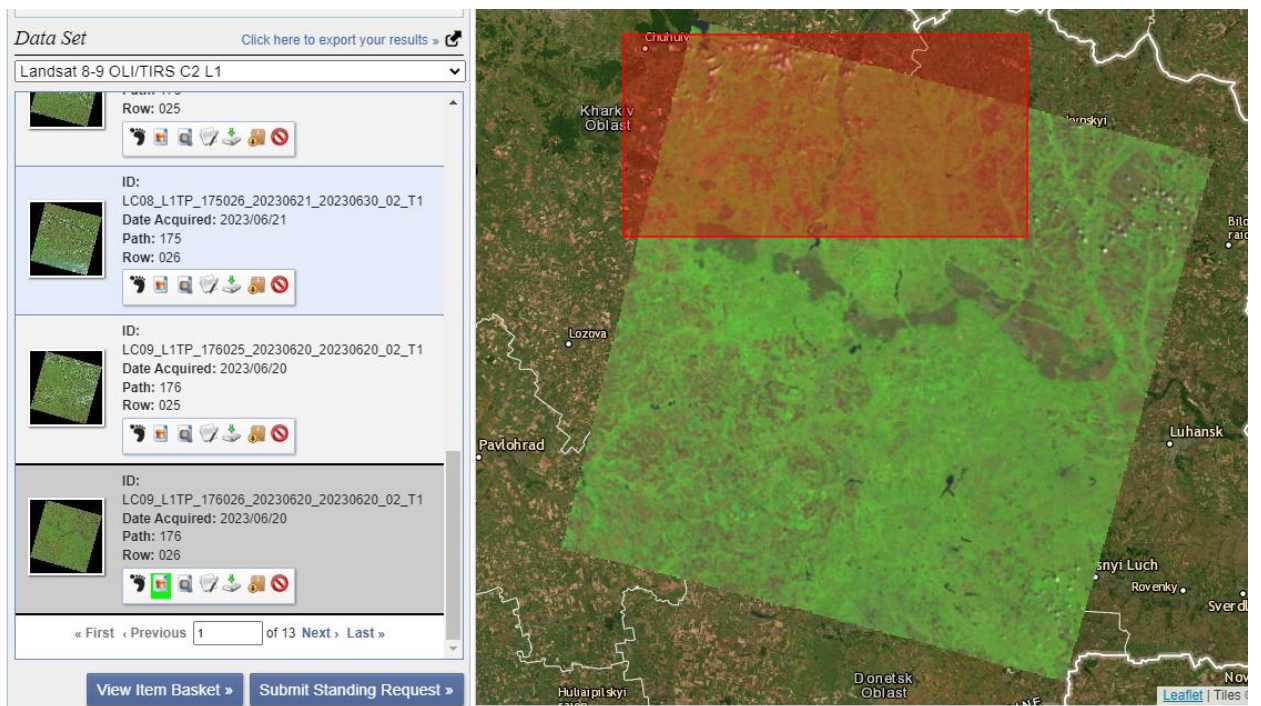 Data Set
Click here to export your results »
Landsat 8-9 OLI/TIRS C2 L1
Row: 025
ID:
LC08_L1TP_175026_20230621_20230630_02_T1
Date Acquired: 2023/06/21
Path: 175
Row: 026
ID:
LC09_L1TP_176025_20230620_20230620_02_T1
Date Acquired: 2023/06/20
Path: 176
Row: 025
ID:
LC09_L1TP_176026_20230620_20230620_02_T1
Date Acquired: 2023/06/20
Path: 176
Row: 026
« First ‹ Previous 1 of 13 Next › Last »
View Item Basket »
Submit Standing Request »
Chuhuiv
Kharkiv
Oblast
Lozova
Pavlohrad
Luhansk
Rovenky
Donetsk
Oblast
Huliaipilskyi
Leaflet | Tiles